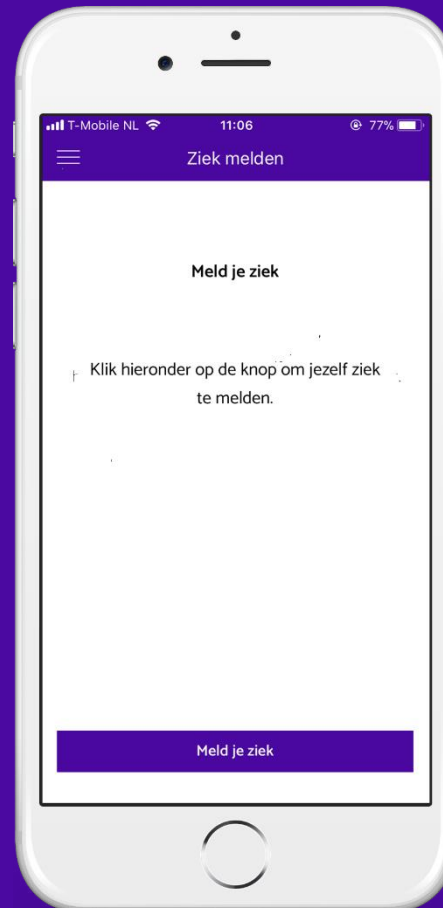 T-Mobile NL 11:06 77%
Ziek melden
Meld je ziek
Klik hieronder op de knop om jezelf ziek
te melden.
Meld je ziek